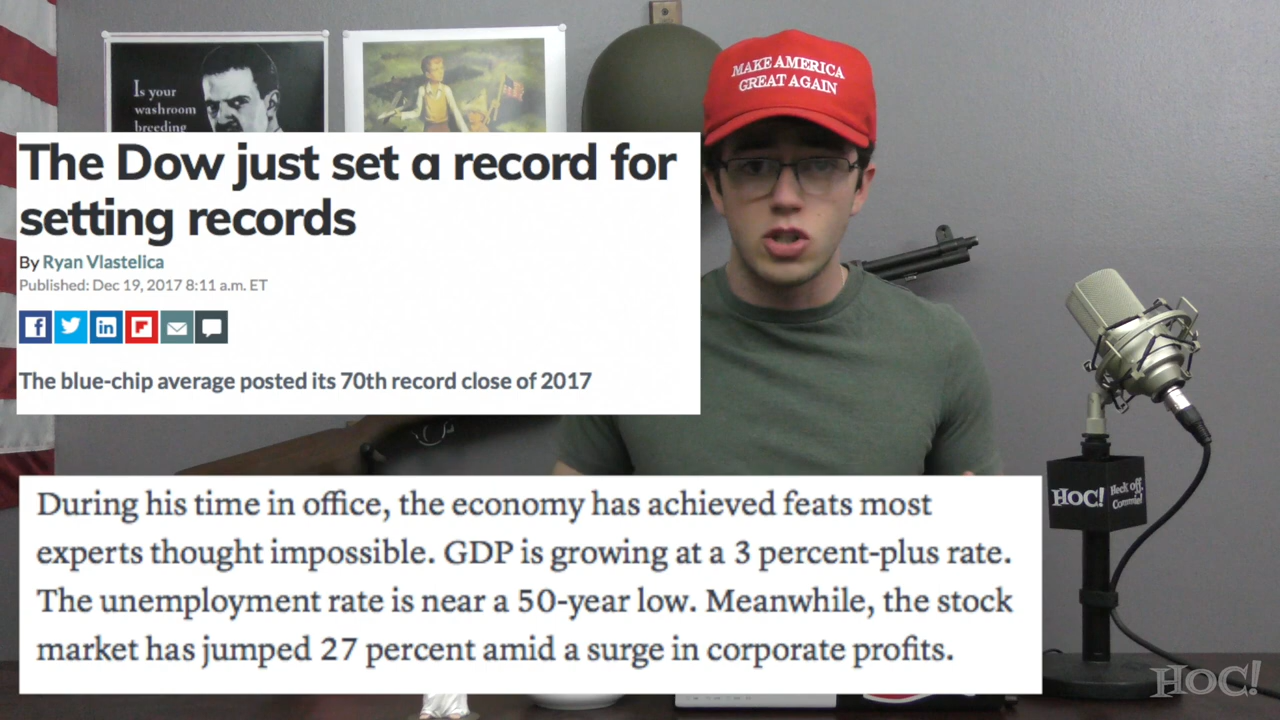 Is your
washroom
breeding
MAKE AMERICA
GREAT AGAIN
The Dow just set a record for
setting records
By Ryan Vlastelica
Published: Dec 19, 2017 8:11 a.m. ET
The blue-chip average posted its 70th record close of 2017
During his time in office, the economy has achieved feats most
experts thought impossible. GDP is growing at a 3 percent-plus rate.
The unemployment rate is near a 50-year low. Meanwhile, the stock
market has jumped 27 percent amid a surge in corporate profits.
HOC!
Heck off,
Commie!
HOC!